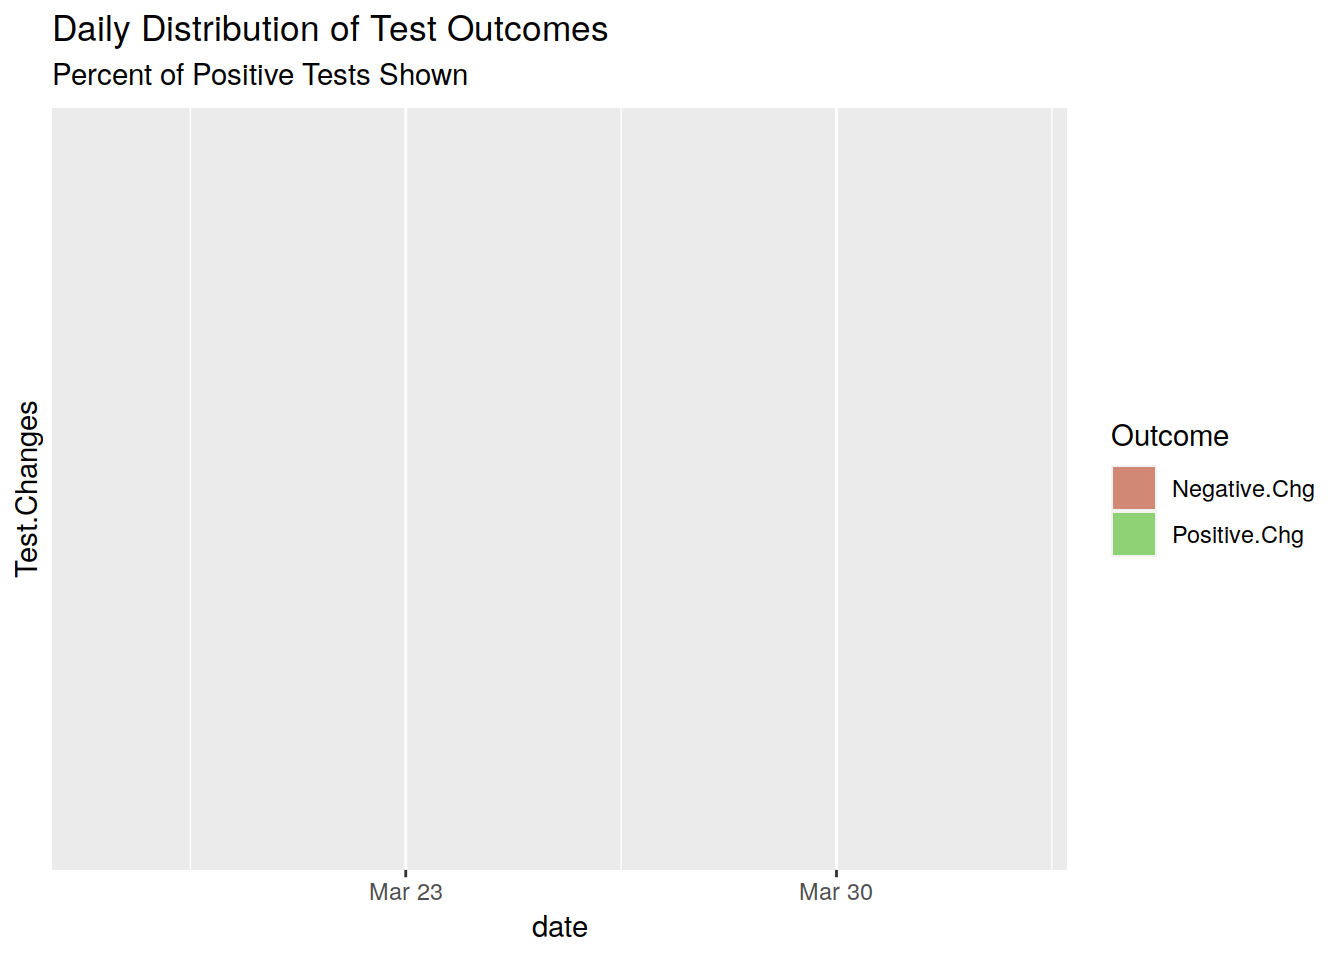 Daily Distribution of Test Outcomes
Percent of Positive Tests Shown
Test.Changes
Outcome
Negative.Chg
Positive.Chg
Mar 23
Mar 30
date